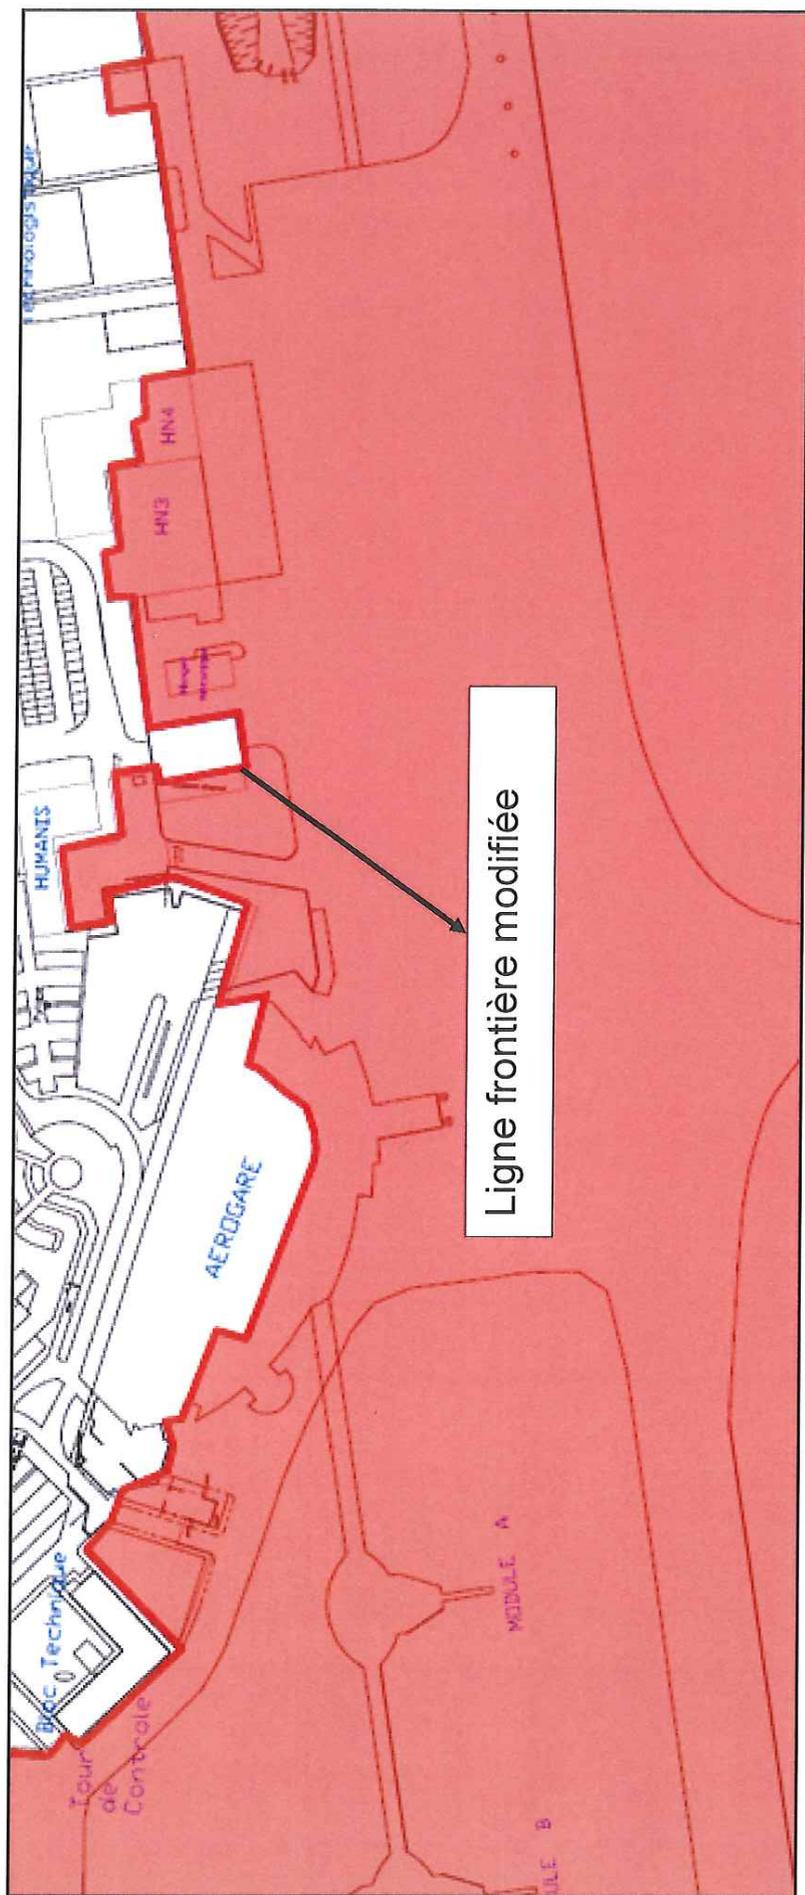 Bloc Technique
Tour
de
Controle
AEROGARE
HUMANIS
HN3
HN4
Ligne frontière modifiée
MODULE A
ULE B